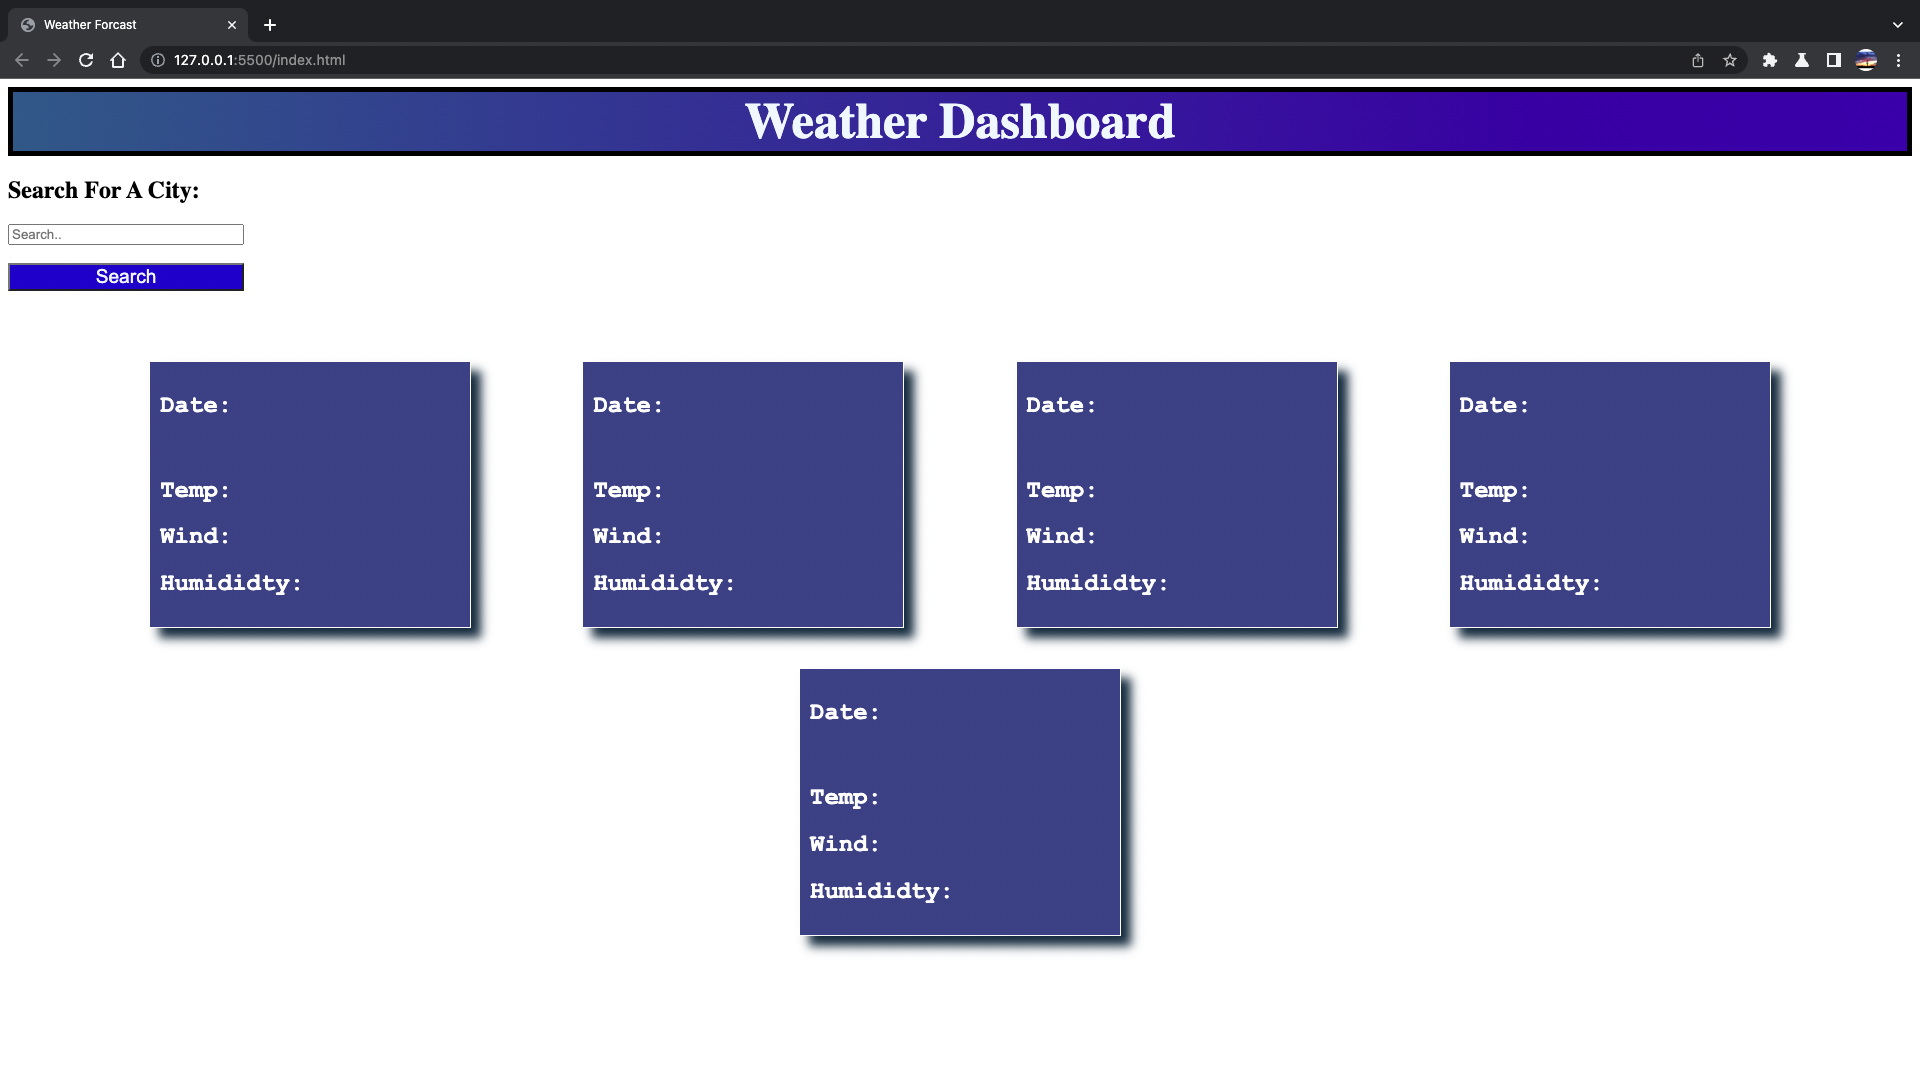 Weather Forcast
127.0.0.1:5500/index.html
Weather Dashboard
Search For A City:
Search..
Search
Date:
Temp:
Wind:
Humididty:
Date:
Temp:
Wind:
Humididty:
Date:
Temp:
Wind:
Humididty:
Date:
Temp:
Wind:
Humididty:
Date:
Temp:
Wind:
Humididty: